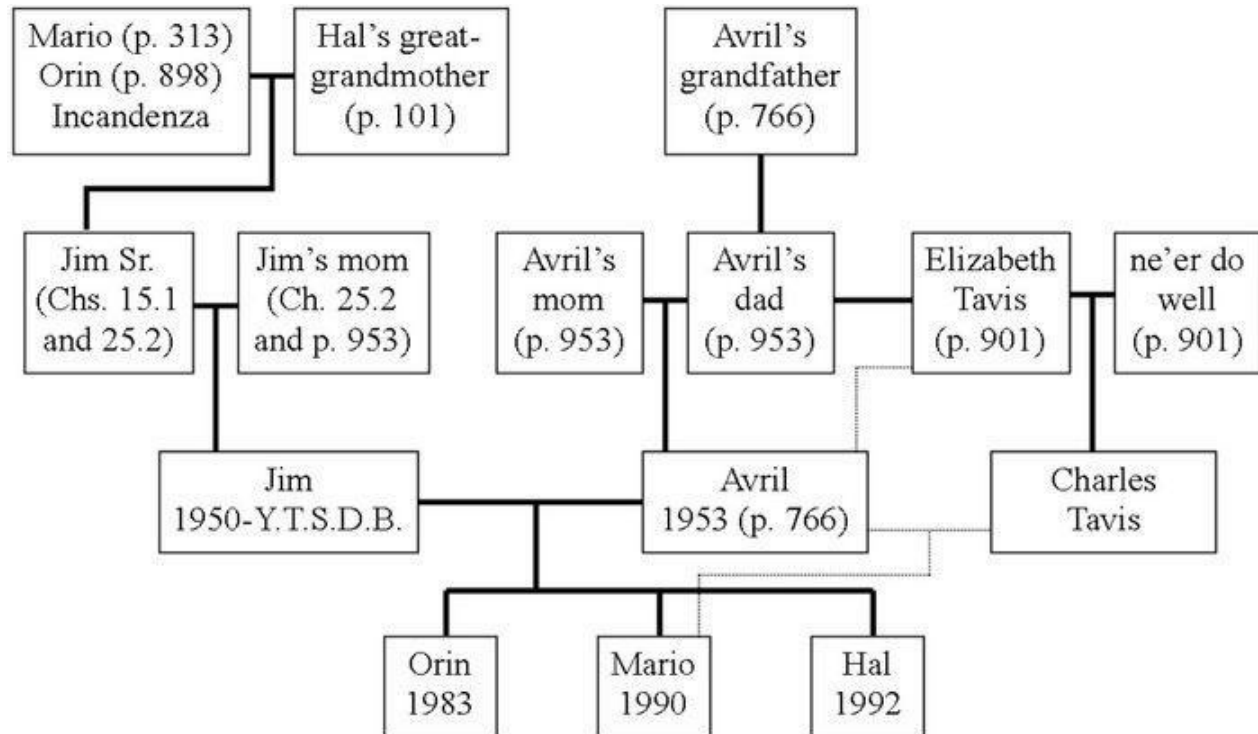 Mario (p. 313)
Orin (p. 898)
Incandenza
Hal's great-
grandmother
(p. 101)
Avril's
grandfather
(p. 766)
Jim Sr.
(Chs. 15.1
and 25.2)
Jim's mom
(Ch. 25.2
and p. 953)
Avril's
mom
(p. 953)
Avril's
dad
(p. 953)
Elizabeth
Tavis
(p. 901)
ne'er do
well
(p. 901)
Jim
1950-Y.T.S.D.B.
Avril
1953 (p. 766)
Charles
Tavis
Orin
1983
Mario
1990
Hal
1992